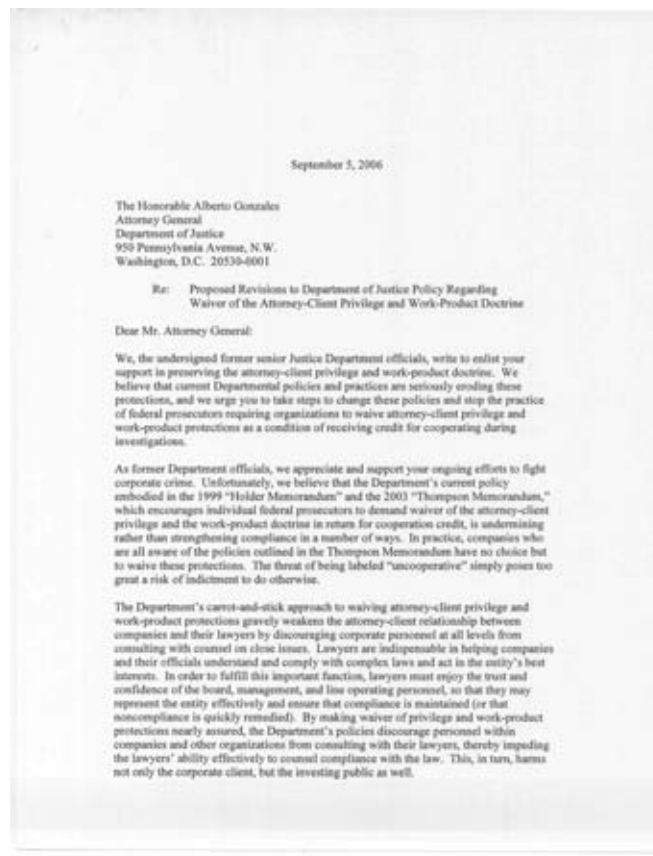 September 5, 2006
The Honorable Alberto Gonzales
Attorney General
Department of Justice
950 Pennsylvania Avenue, N.W.
Washington, D.C. 20530-0001
Re: Proposed Revisions to Department of Justice Policy Regarding
Waiver of the Attorney-Client Privilege and Work-Product Doctrine
Dear Mr. Attorney General:
We, the undersigned former senior Justice Department officials, write to enlist your
support in preserving the attorney-client privilege and work-product doctrine. We
believe that current Departmental policies and practices are seriously eroding these
protections, and we urge you to take steps to change these policies and stop the practice
of federal prosecutors requiring organizations to waive attorney-client privilege and
work-product protections as a condition of receiving credit for cooperating during
investigations.
As former Department officials, we appreciate and support your ongoing efforts to fight
corporate crime. Unfortunately, we believe that the Department's current policy
embodied in the 1999 "Holder Memorandum" and the 2003 "Thompson Memorandum,"
which encourages individual federal prosecutors to demand waiver of the attorney-client
privilege and the work-product doctrine in return for cooperation credit, is undermining
rather than strengthening compliance in a number of ways. In practice, companies who
are all aware of the policies outlined in the Thompson Memorandum have no choice but
to waive these protections. The threat of being labeled "uncooperative" simply poses too
great a risk of indictment to do otherwise.
The Department's carrot-and-stick approach to waiving attorney-client privilege and
work-product protections gravely weakens the attorney-client relationship between
companies and their lawyers by discouraging corporate personnel at all levels from
consulting with counsel on close issues. Lawyers are indispensable in helping companies
and their officials understand and comply with complex laws and act in the entity's best
interests. In order to fulfill this important function, lawyers must enjoy the trust and
confidence of the board, management, and line operating personnel, so that they may
represent the entity effectively and ensure that compliance is maintained (or that
noncompliance is quickly remedied). By making waiver of privilege and work-product
protections nearly assured, the Department's policies discourage personnel within
companies and other organizations from consulting with their lawyers, thereby impeding
the lawyers' ability effectively to counsel compliance with the law. This, in turn, harms
not only the corporate client, but the investing public as well.